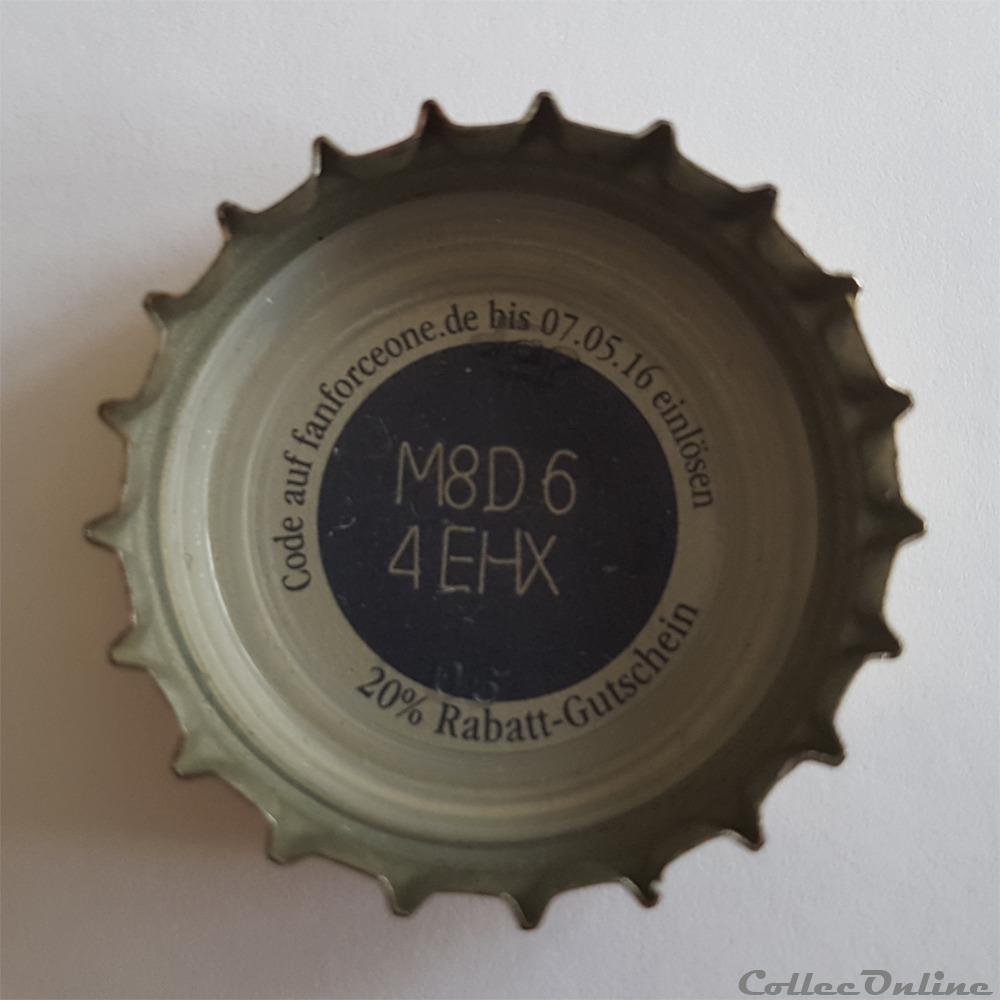 Code auf fanforceone.de bis 07.05.16 einlösen
M8D6
4EHX
20% Rabatt-Gutschein
CollecOnline